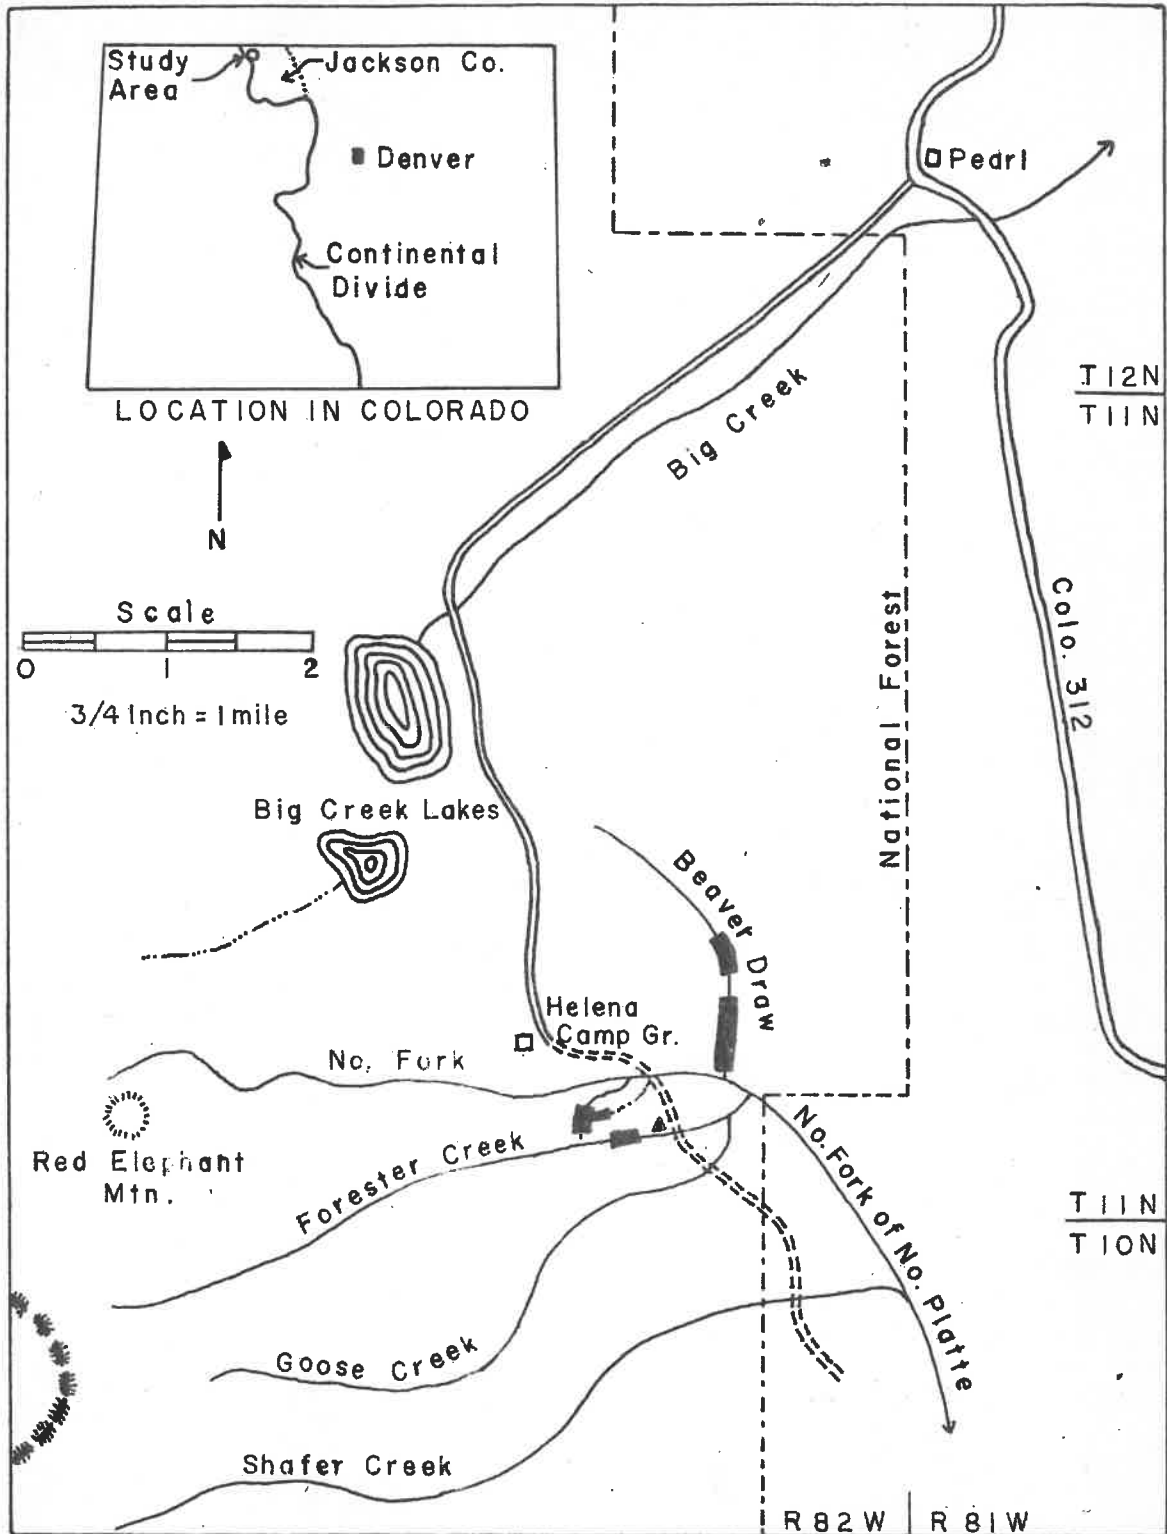 Study
Area
Jackson Co.
Denver
Continental
Divide
LOCATION IN COLORADO
N
Scale
0 1 2
3/4 Inch = 1 mile
Pearl
Big Creek
T12N
T11N
National Forest
Colo. 312
Big Creek Lakes
Beaver Draw
Helena
Camp Gr.
No. Fork
Red Elephant
Mtn.
Forester Creek
No. Fork of No. Platte
T11N
T10N
Goose Creek
Shafer Creek
R82W R81W